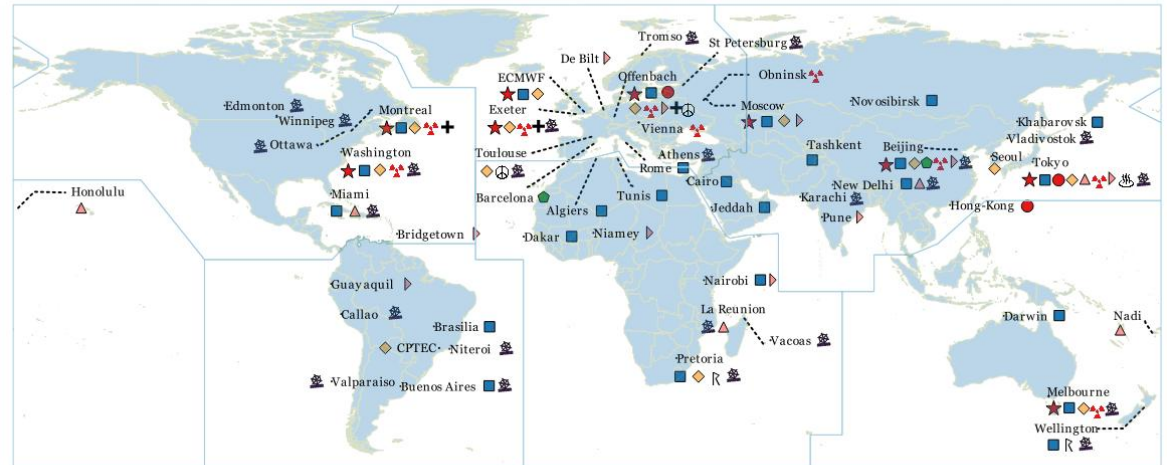 Tromso
St Petersburg
De Bilt
Offenbach
Obninsk
ECMWF
Edmonton
Montreal
Exeter
Moscow
Novosibirsk
Winnipeg
Khabarovsk
Vienna
Vladivostok
Ottawa
Tashkent
Beijing
Washington
Toulouse
Athens
Seoul
Tokyo
Rome
New Delhi
Honolulu
Miami
Barcelona
Tunis
Cairo
Karachi
Algiers
Jeddah
Pune
Hong-Kong
Bridgetown
Dakar
Niamey
Guayaquil
Nairobi
Callao
La Reunion
Darwin
Nadi
Brasilia
CPTEC
Niteroi
Vacoas
Pretoria
Valparaiso
Buenos Aires
Melbourne
Wellington